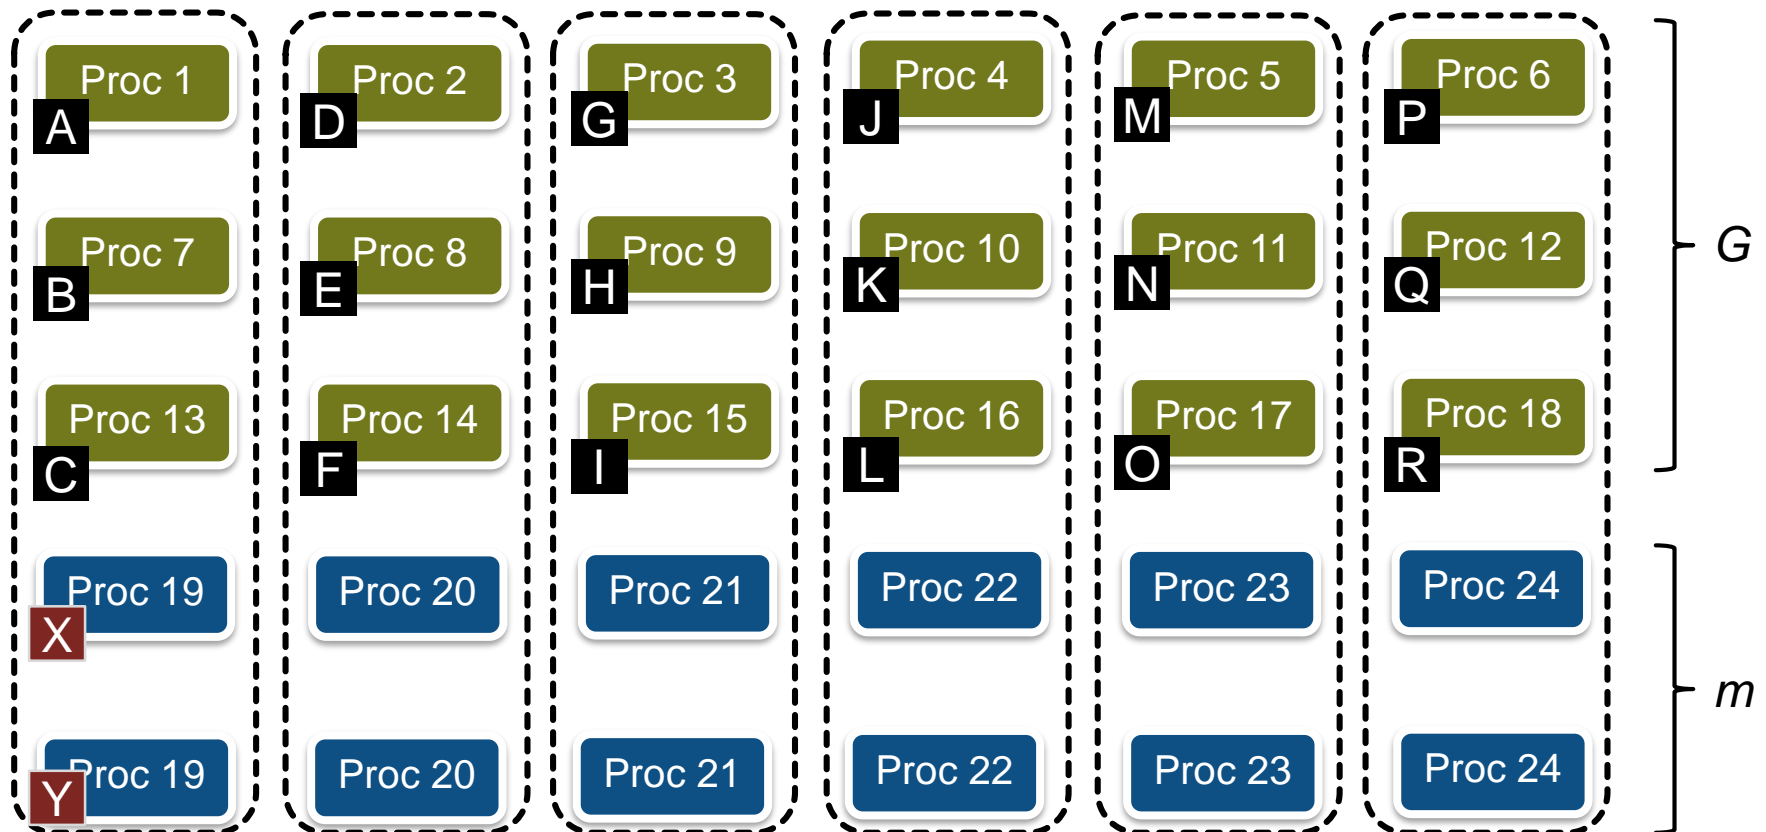 Proc 1 Proc 2 Proc 3 Proc 4 Proc 5 Proc 6
A D G J M P
Proc 7 Proc 8 Proc 9 Proc 10 Proc 11 Proc 12 G
B E H K N Q
Proc 13 Proc 14 Proc 15 Proc 16 Proc 17 Proc 18
C F I L O R
Proc 19 Proc 20 Proc 21 Proc 22 Proc 23 Proc 24
X
m
Proc 19 Proc 20 Proc 21 Proc 22 Proc 23 Proc 24
Y